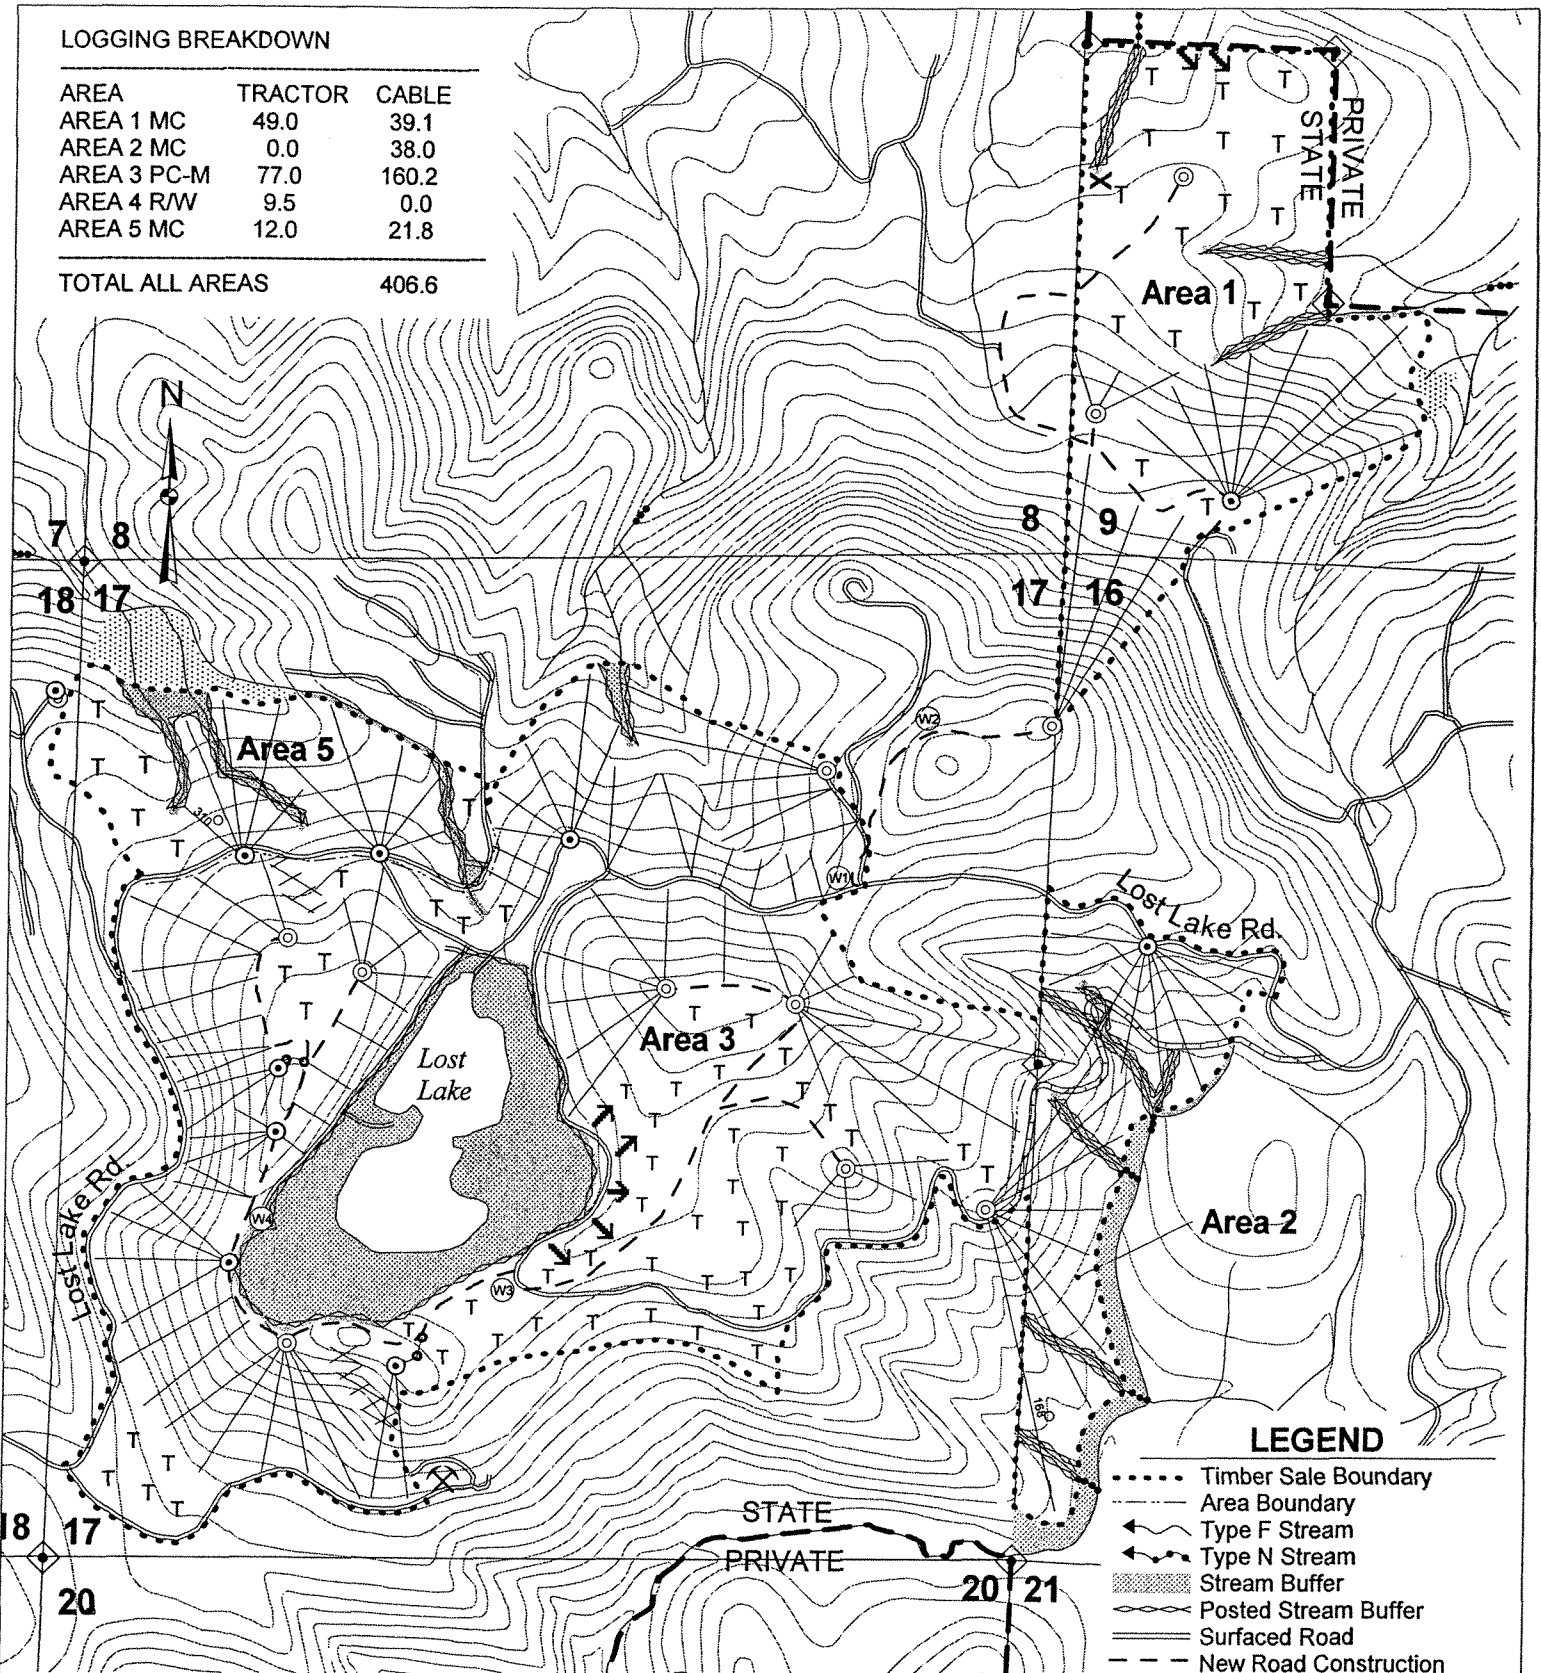 LOGGING BREAKDOWN
AREA TRACTOR CABLE
AREA 1 MC 49.0 39.1
AREA 2 MC 0.0 38.0
AREA 3 PC-M 77.0 160.2
AREA 4 R/W 9.5 0.0
AREA 5 MC 12.0 21.8
TOTAL ALL AREAS 406.6
PRIVATE
STATE
Area 1
N
7 8
18 17
8 9
17 16
W2
Area 5
W1
Lost Lake Rd.
Area 3
Lost
Lake
Lost Lake Rd.
W4
Area 2
W3
STATE
PRIVATE
18 17
20
20 21
LEGEND
Timber Sale Boundary
Area Boundary
Type F Stream
Type N Stream
Stream Buffer
Posted Stream Buffer
Surfaced Road
New Road Construction